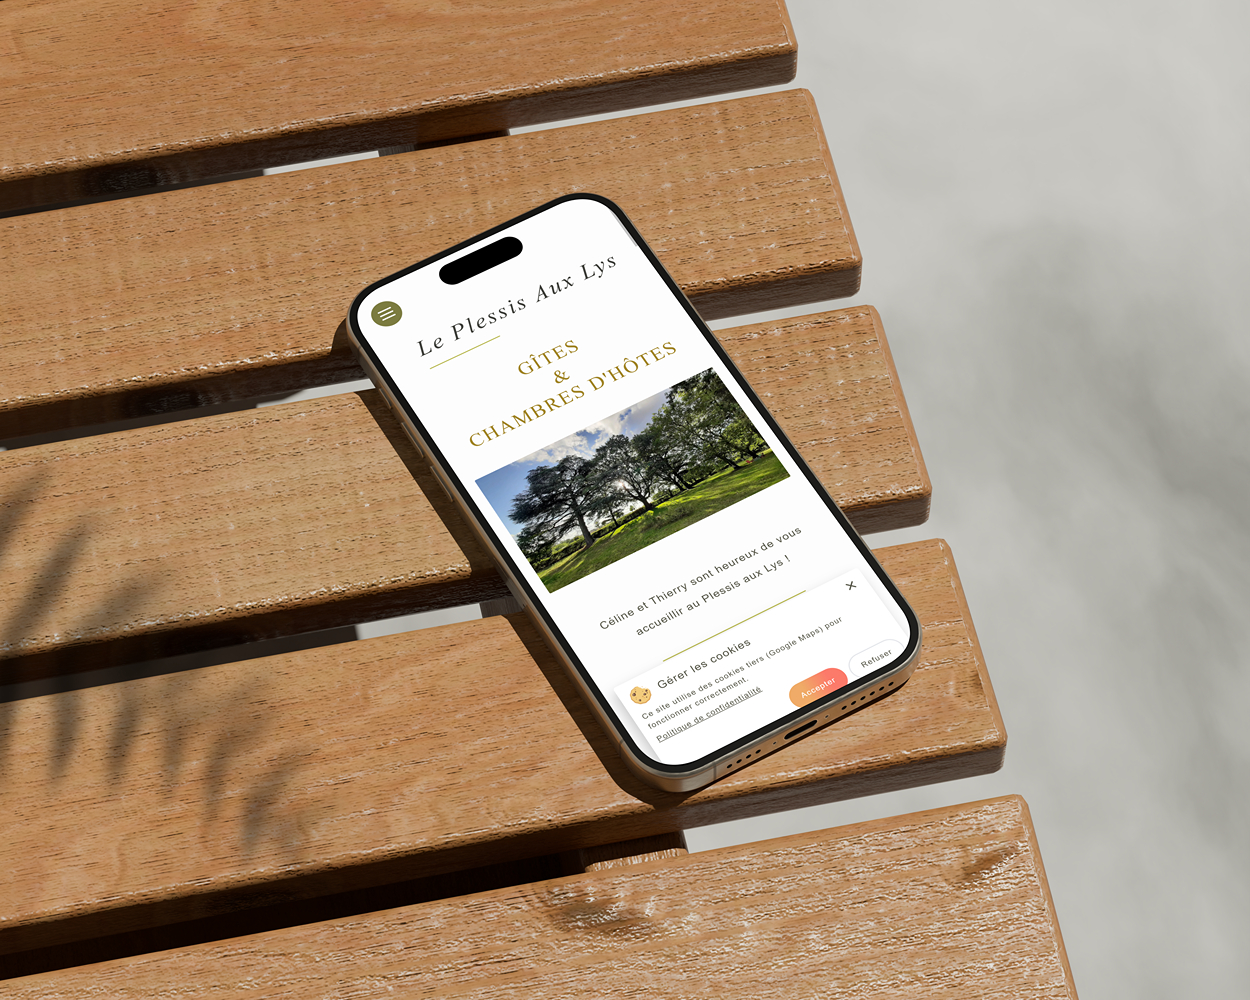 Le Plessis Aux Lys
GÎTES
&
CHAMBRES D'HÔTES
Céline et Thierry sont heureux de vous
accueillir au Plessis aux Lys !
Gérer les cookies
Ce site utilise des cookies tiers (Google Maps) pour
fonctionner correctement.
Politique de confidentialité
Accepter
Refuser